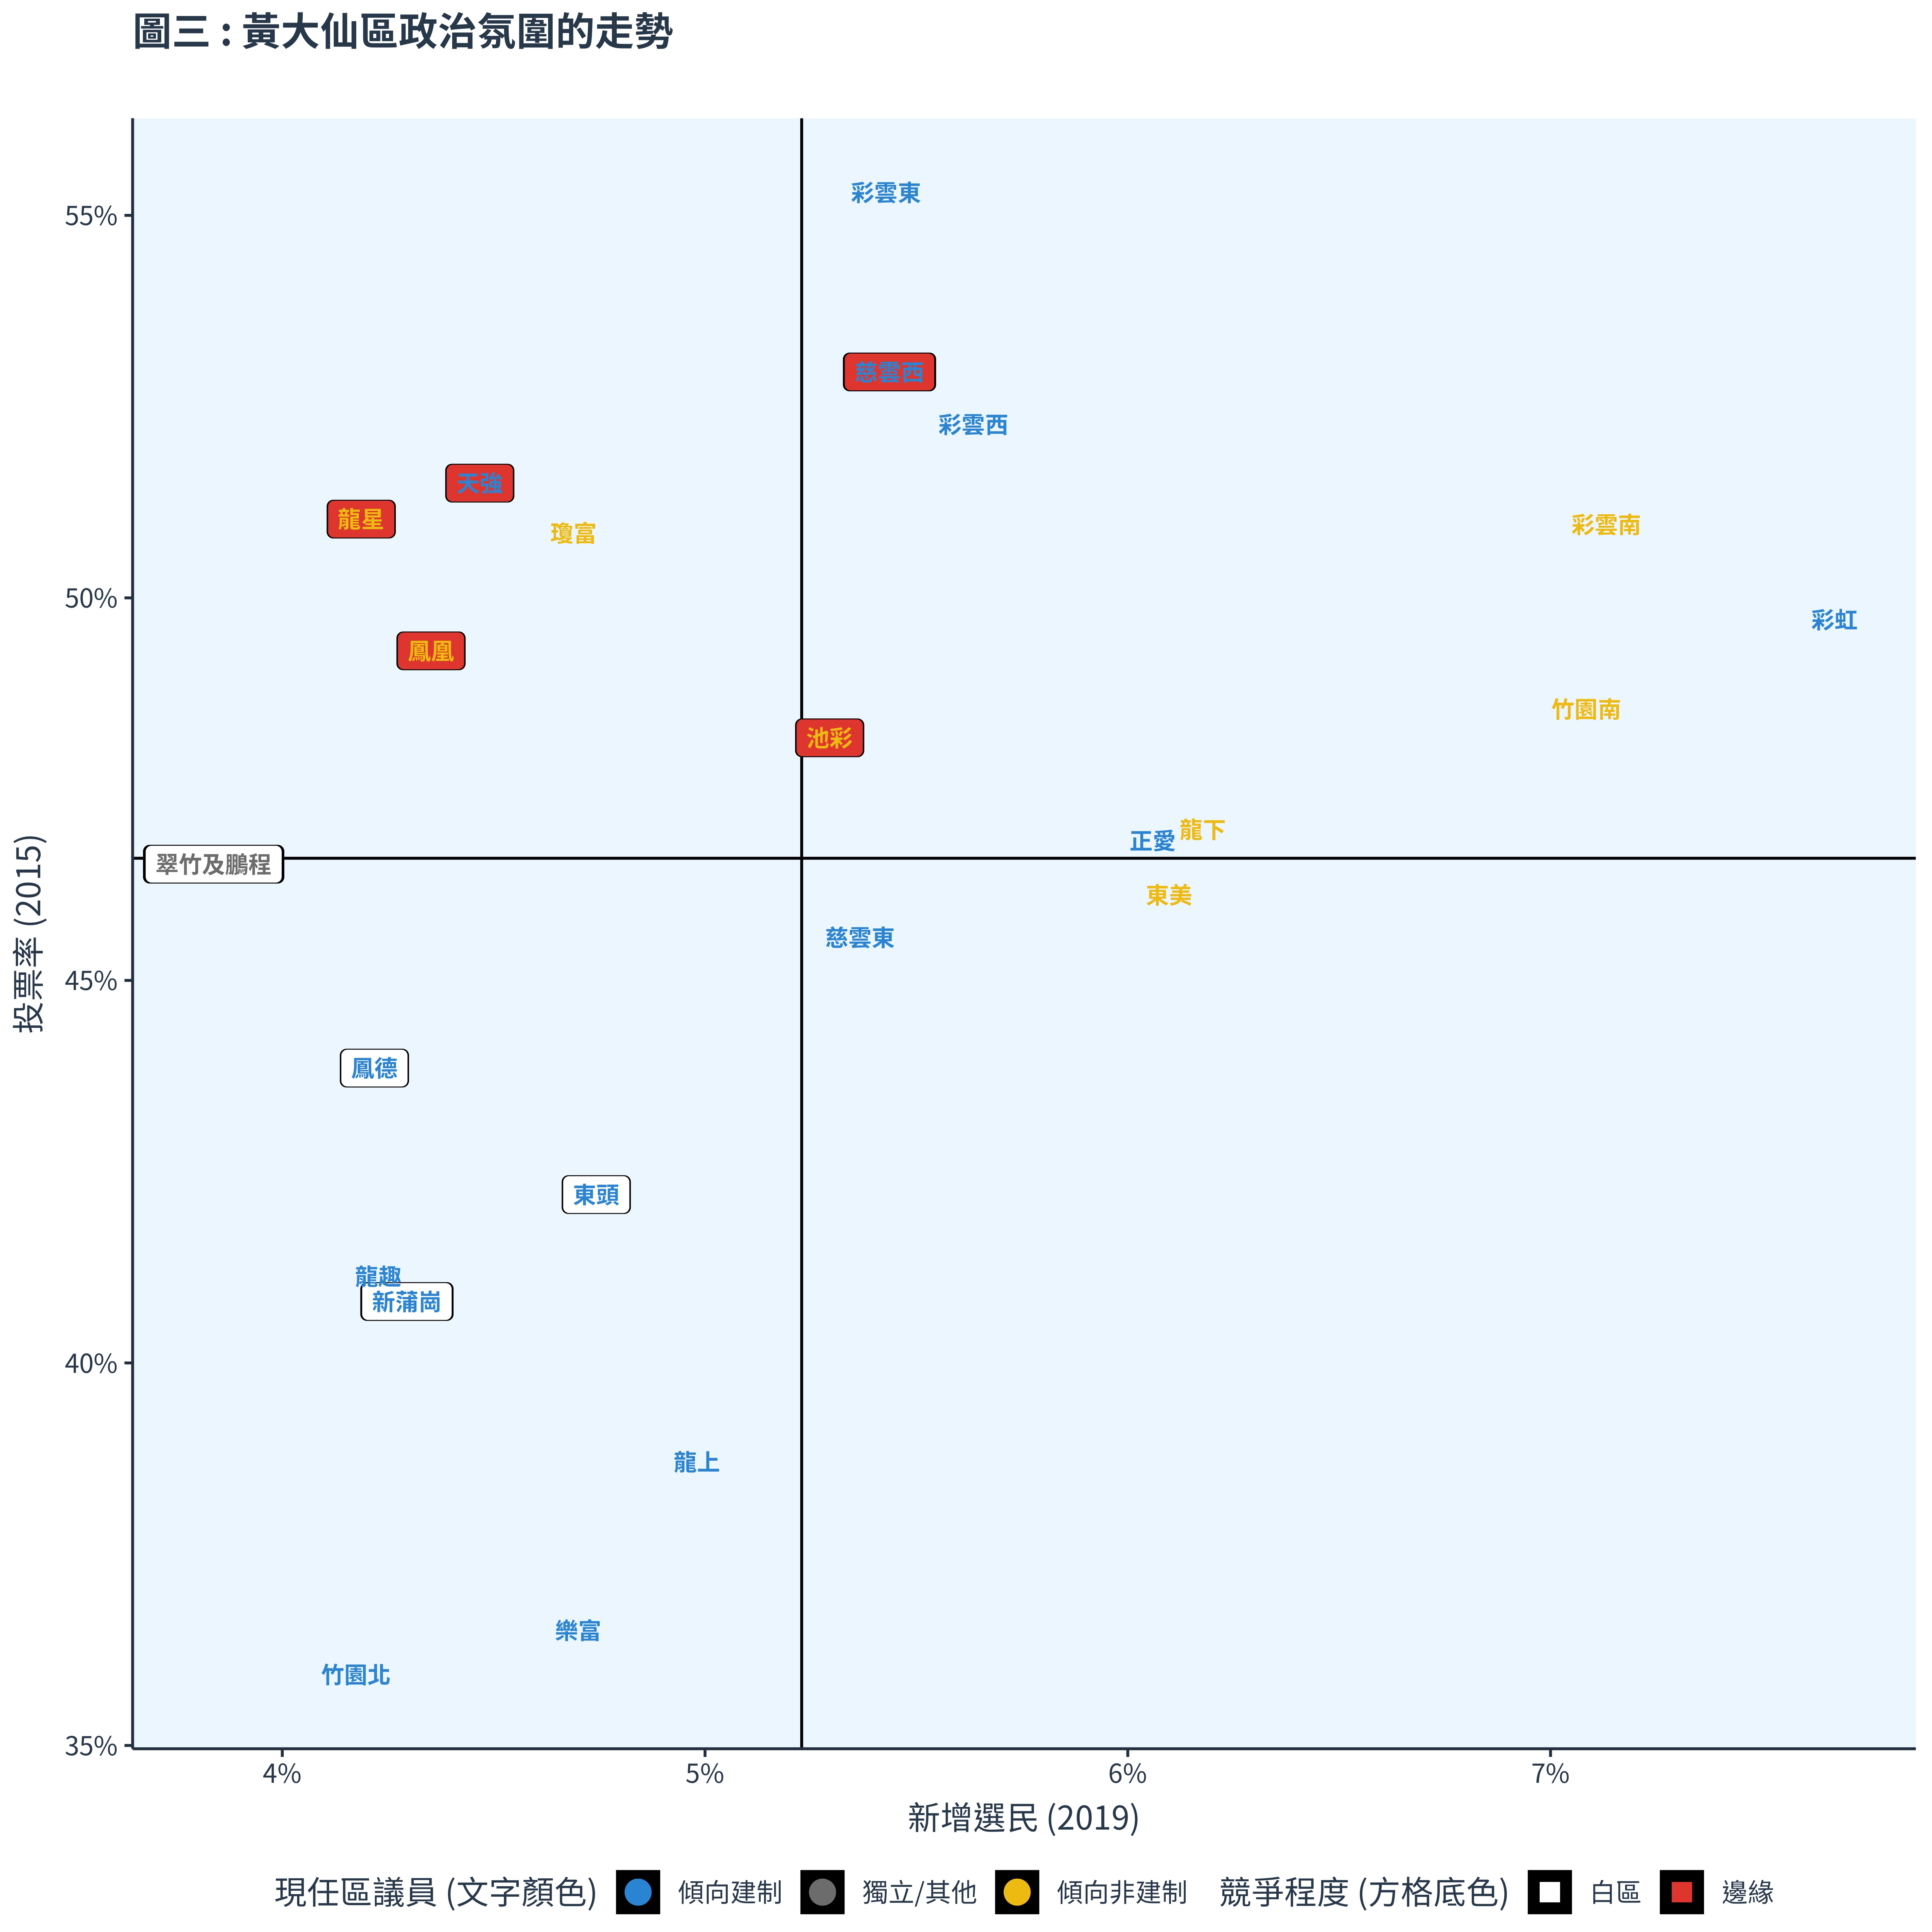 圖三 : 黃大仙區政治氛圍的走勢
55%
50%
45%
40%
35%
投票率 (2015)
彩雲東
慈雲西
彩雲西
天強
龍星
瓊富
彩雲南
彩虹
鳳凰
竹園南
池彩
龍下
正愛
翠竹及鵬程
東美
慈雲東
鳳德
東頭
龍趣
新蒲崗
龍上
樂富
竹園北
4%
5%
6%
7%
新增選民 (2019)
現任區議員 (文字顏色) 傾向建制 獨立/其他 傾向非建制 競爭程度 (方格底色) 白區 邊緣